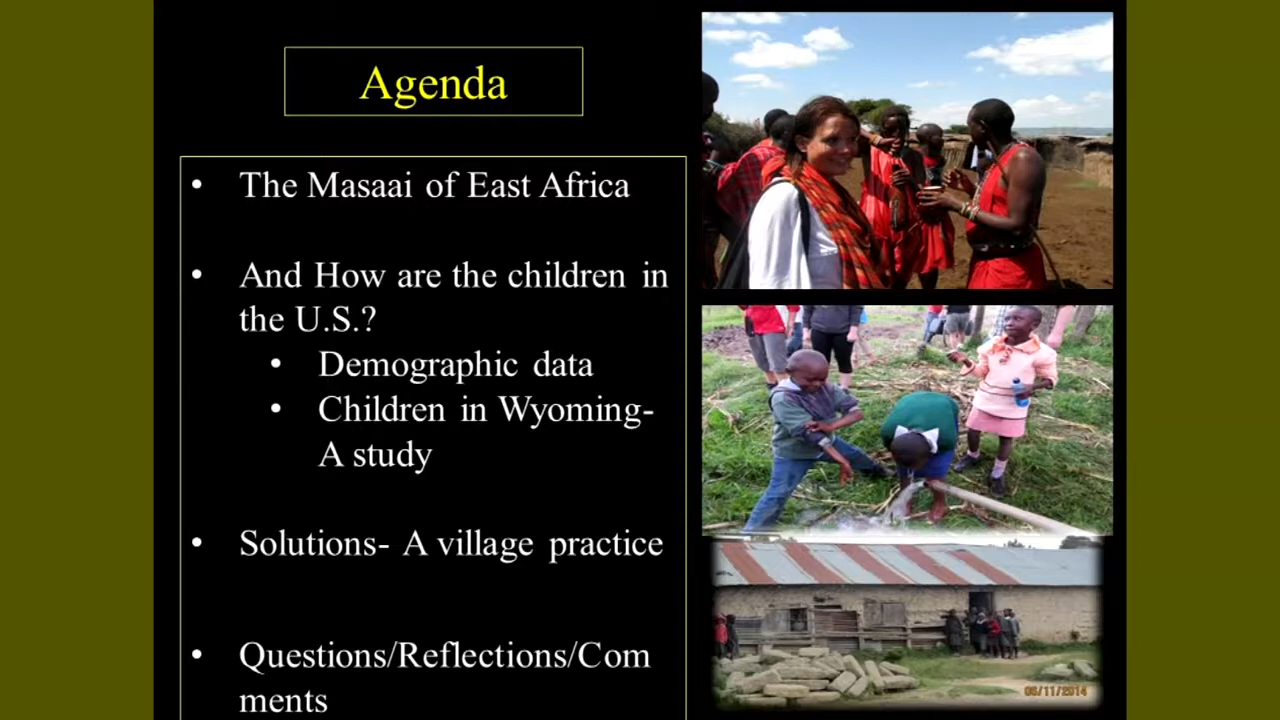 Agenda
• The Masaai of East Africa
• And How are the children in
the U.S.?
• Demographic data
• Children in Wyoming-
A study
• Solutions- A village practice
• Questions/Reflections/Com
ments
06/11/2014